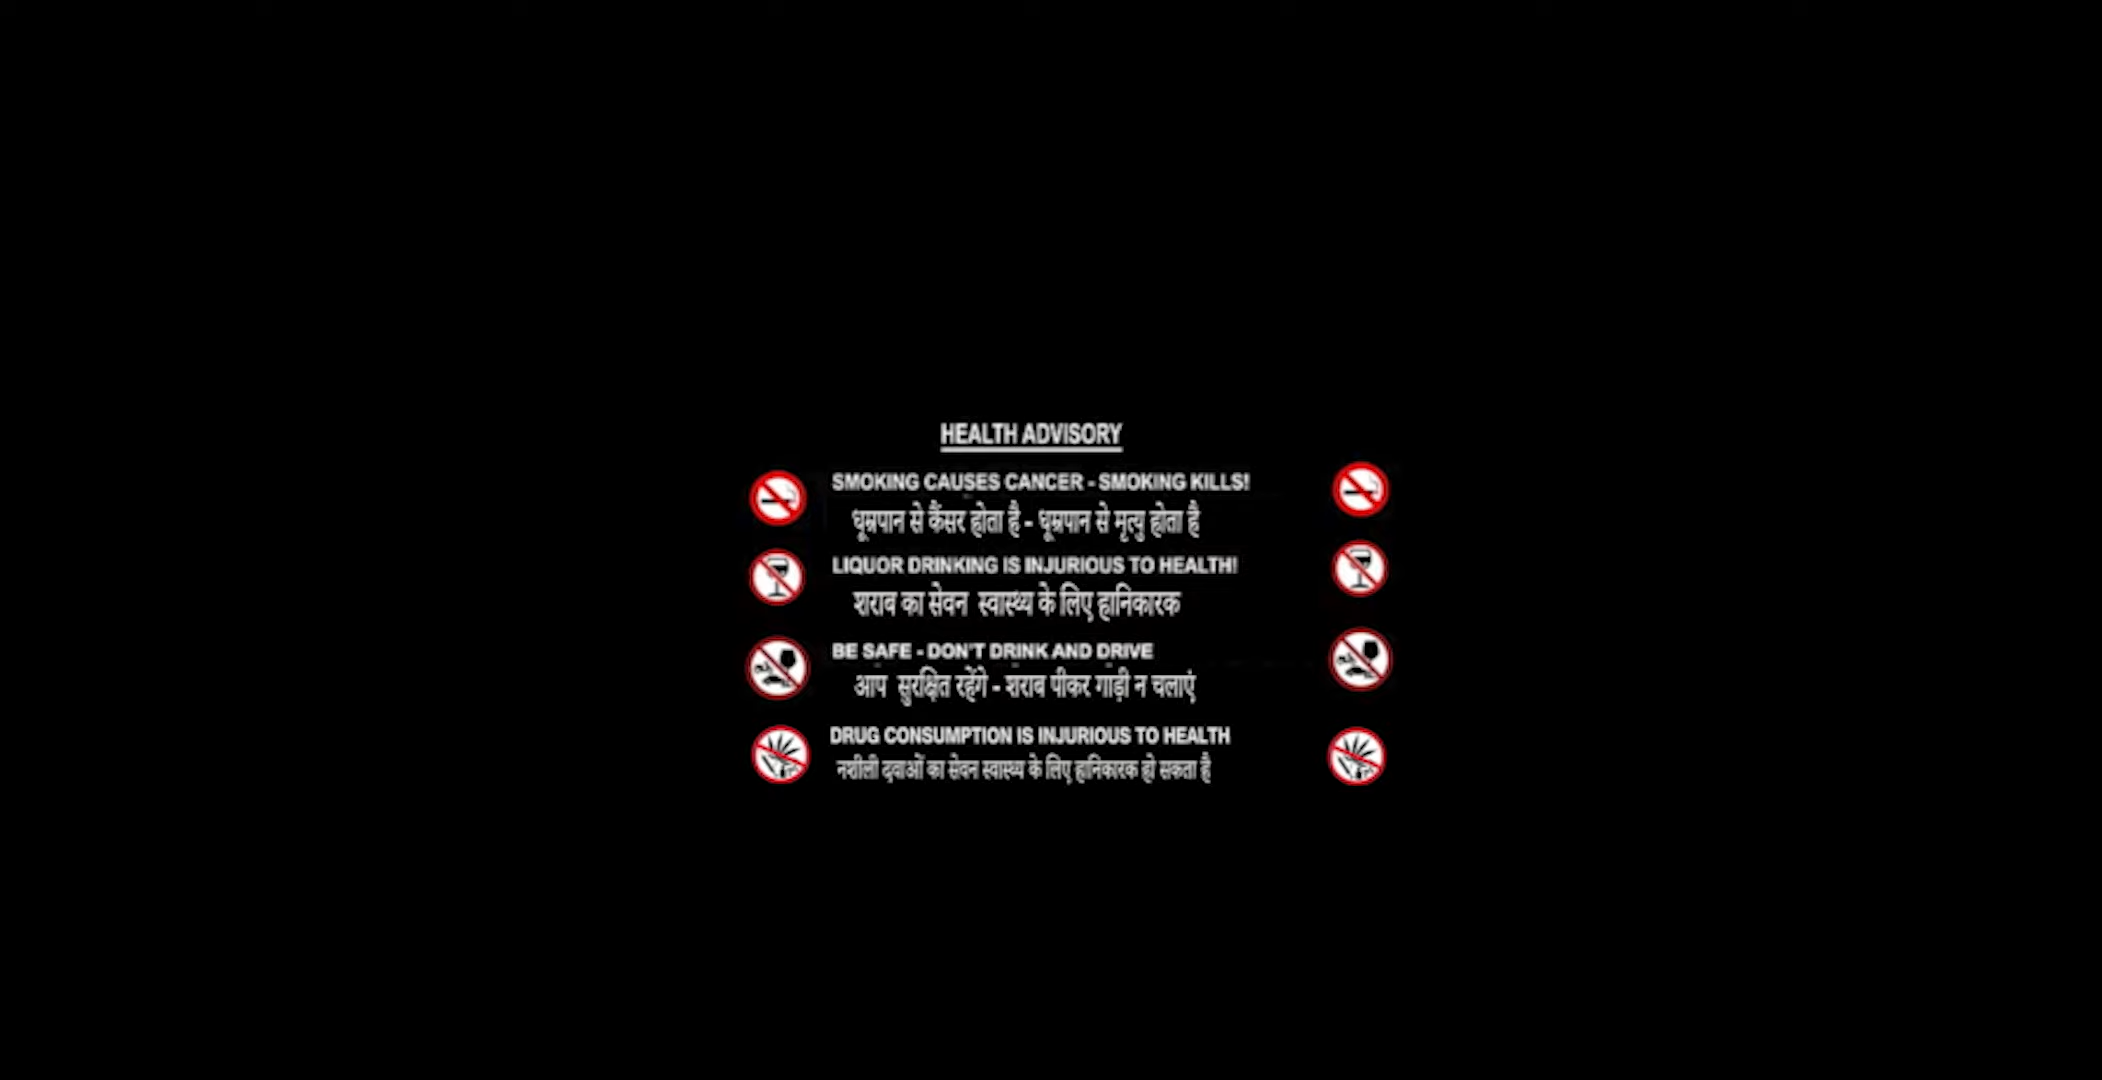 HEALTH ADVISORY
SMOKING CAUSES CANCER - SMOKING KILLS!
धूम्रपान से कैंसर होता है - धूम्रपान से मृत्यु होता है
LIQUOR DRINKING IS INJURIOUS TO HEALTH!
शराब का सेवन स्वास्थ्य के लिए हानिकारक
BE SAFE - DON'T DRINK AND DRIVE
आप सुरक्षित रहेंगे - शराब पीकर गाड़ी न चलाएं
DRUG CONSUMPTION IS INJURIOUS TO HEALTH
नशीली दवाओं का सेवन स्वास्थ्य के लिए हानिकारक हो सकता है